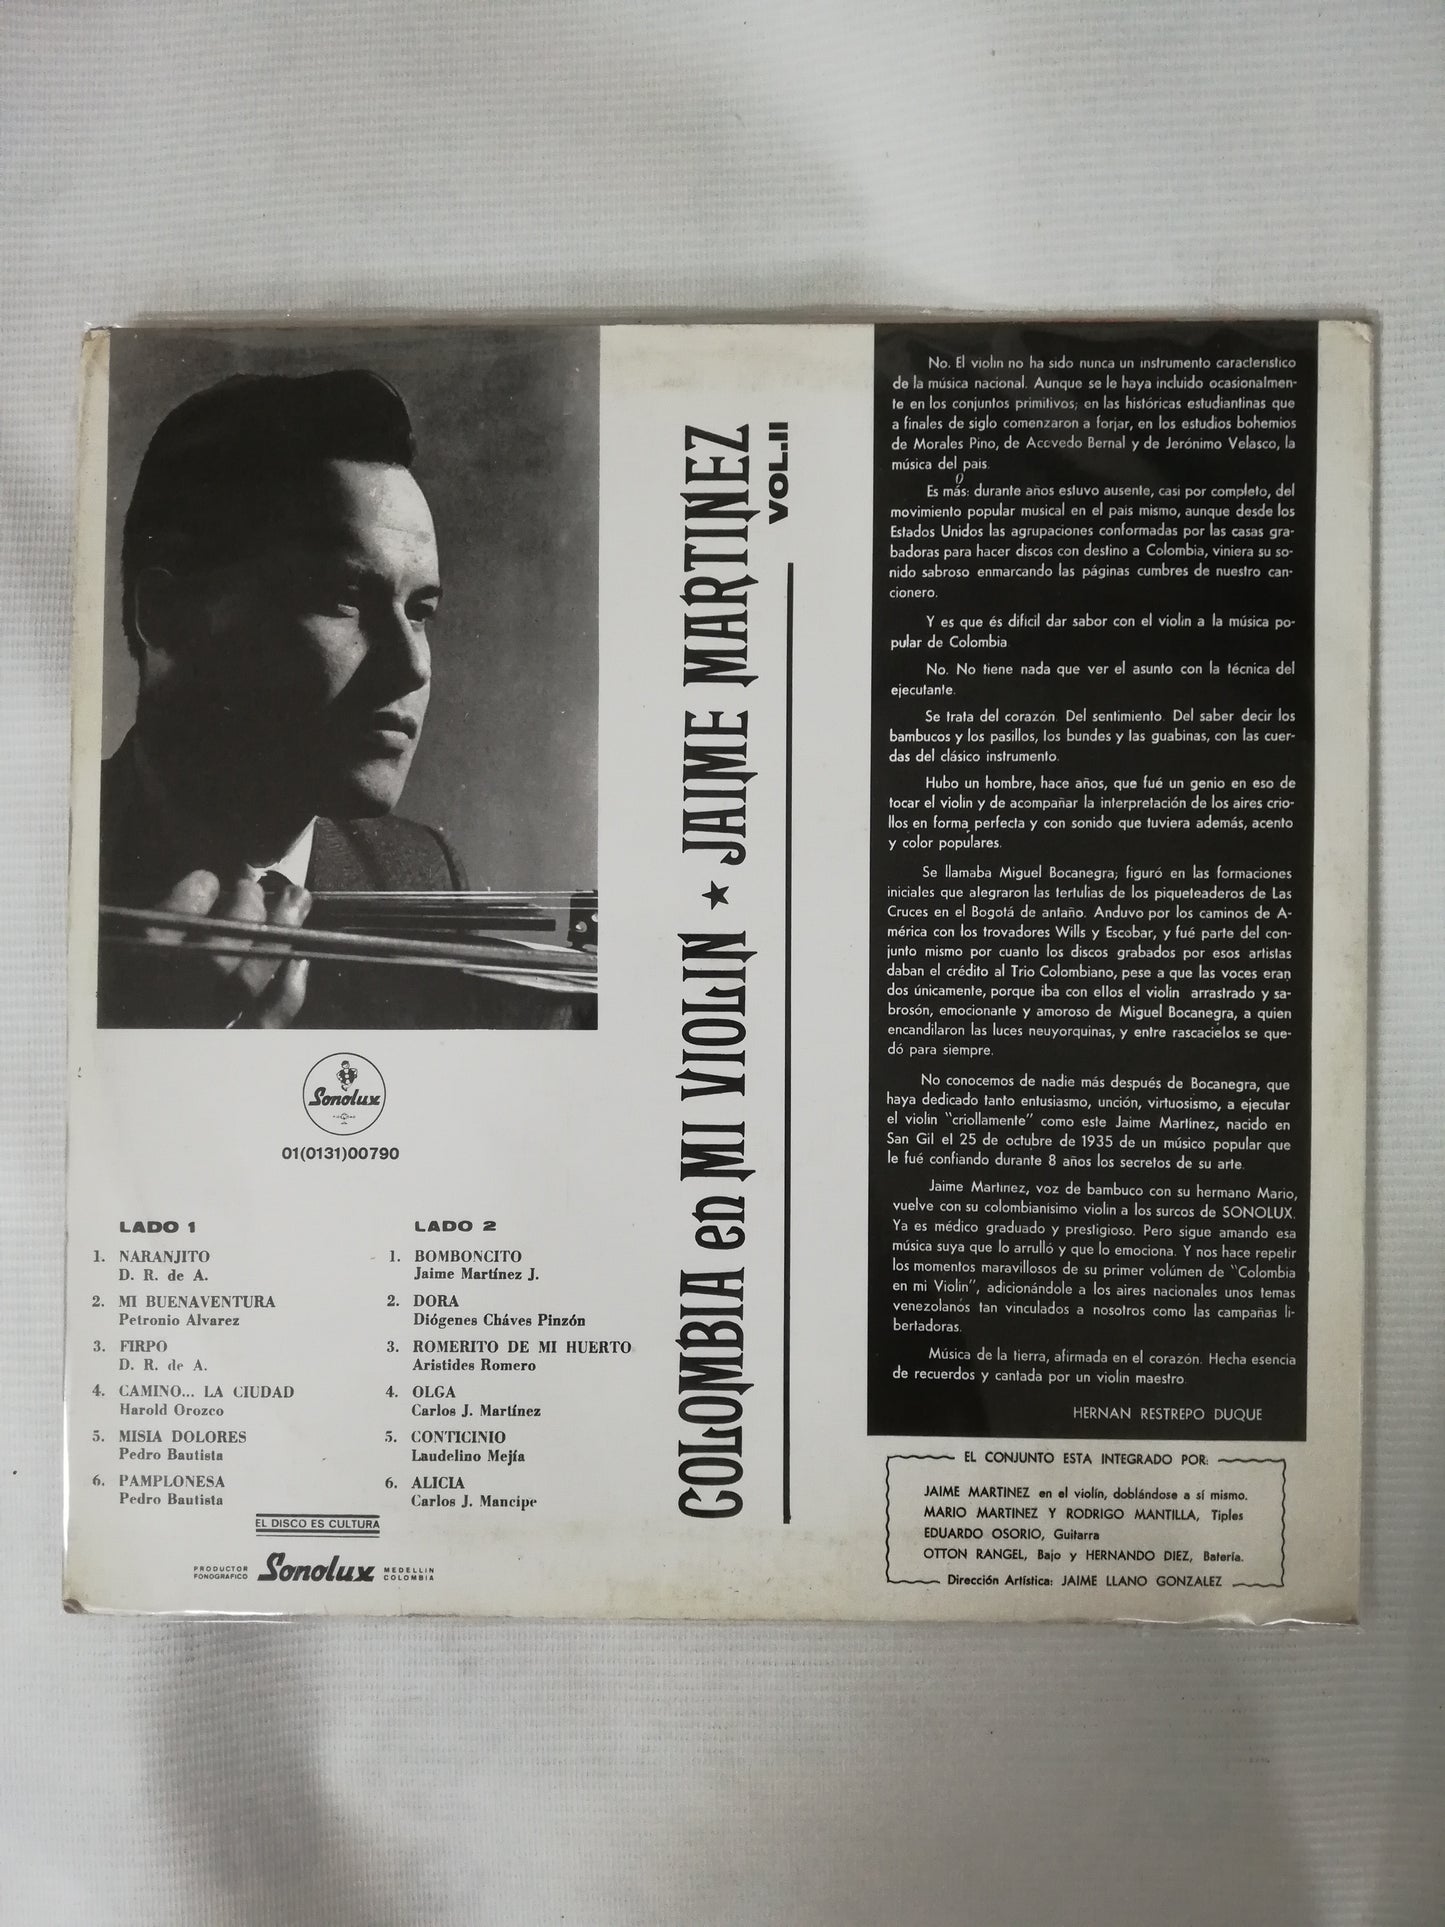 Sonolux
01(0131)00790
LADO 1
1. NARANJITO
D. R. de A.
2. MI BUENAVENTURA
Petronio Alvarez
3. FIRPO
D. R. de A.
4. CAMINO... LA CIUDAD
Harold Orozco
5. MISIA DOLORES
Pedro Bautista
6. PAMPLONESA
Pedro Bautista
LADO 2
1. BOMBONCITO
Jaime Martínez J.
2. DORA
Diógenes Cháves Pinzón
3. ROMERITO DE MI HUERTO
Aristides Romero
4. OLGA
Carlos J. Martínez
5. CONTICINIO
Laudelino Mejía
6. ALICIA
Carlos J. Mancipe
EL DISCO ES CULTURA
PRODUCTOR
FONOGRAFICO
Sonolux
MEDELLIN
COLOMBIA
COLOMBIA en MI VIOLIN ★ JAIME MARTINEZ
VOL.II
No. El violin no ha sido nunca un instrumento caracteristico
de la música nacional. Aunque se le haya incluido ocasionalmen-
te en los conjuntos primitivos; en las históricas estudiantinas que
a finales de siglo comenzaron a forjar, en los estudios bohemios
de Morales Pino, de Acevedo Bernal y de Jerónimo Velasco, la
música del pais.
Es más: durante años estuvo ausente, casi por completo, del
movimiento popular musical en el pais mismo, aunque desde los
Estados Unidos las agrupaciones conformadas por las casas gra-
badoras para hacer discos con destino a Colombia, viniera su so-
nido sabroso enmarcando las páginas cumbres de nuestro can-
cionero.
Y es que és dificil dar sabor con el violin a la música po-
pular de Colombia.
No. No tiene nada que ver el asunto con la técnica del
ejecutante.
Se trata del corazón. Del sentimiento. Del saber decir los
bambucos y los pasillos, los bundes y las guabinas, con las cuer-
das del clásico instrumento.
Hubo un hombre, hace años, que fué un genio en eso de
tocar el violin y de acompañar la interpretación de los aires crio-
llos en forma perfecta y con sonido que tuviera además, acento
y color populares.
Se llamaba Miguel Bocanegra; figuró en las formaciones
iniciales que alegraron las tertulias de los piqueteaderos de Las
Cruces en el Bogotá de antaño. Anduvo por los caminos de A-
mérica con los trovadores Wills y Escobar, y fué parte del con-
junto mismo por cuanto los discos grabados por esos artistas
daban el crédito al Trio Colombiano, pese a que las voces eran
dos únicamente, porque iba con ellos el violín arrastrado y sa-
brosón, emocionante y amoroso de Miguel Bocanegra, a quien
encandilaron las luces neuyorquinas, y entre rascacielos se que-
dó para siempre.
No conocemos de nadie más después de Bocanegra, que
haya dedicado tanto entusiasmo, unción, virtuosismo, a ejecutar
el violin "criollamente" como este Jaime Martínez, nacido en
San Gil el 25 de octubre de 1935 de un músico popular que
le fué confiando durante 8 años los secretos de su arte.
Jaime Martinez, voz de bambuco con su hermano Mario,
vuelve con su colombianisimo violin a los surcos de SONOLUX.
Ya es médico graduado y prestigioso. Pero sigue amando esa
música suya que lo arrulló y que lo emociona. Y nos hace repetir
los momentos maravillosos de su primer volúmen de "Colombia
en mi Violin", adicionándole a los aires nacionales unos temas
venezolanos tan vinculados a nosotros como las campañas li-
bertadoras.
Música de la tierra, afirmada en el corazón. Hecha esencia
de recuerdos y cantada por un violin maestro.
HERNAN RESTREPO DUQUE
EL CONJUNTO ESTA INTEGRADO POR:
JAIME MARTINEZ en el violín, doblándose a sí mismo.
MARIO MARTINEZ Y RODRIGO MANTILLA, Tiples
EDUARDO OSORIO, Guitarra
OTTON RANGEL, Bajo y HERNANDO DIEZ, Batería.
Dirección Artística: JAIME LLANO GONZALEZ